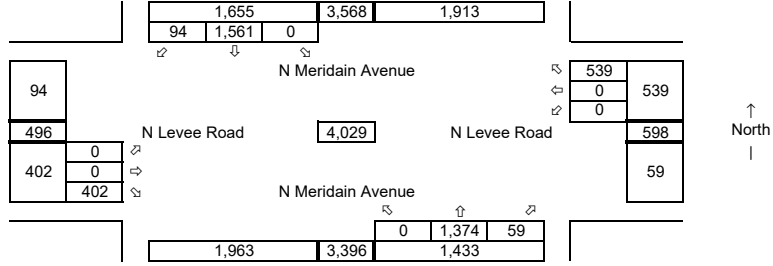 1,655 3,568 1,913
94 1,561 0
N Meridain Avenue
539
94 0 539
0
496 N Levee Road 4,029 N Levee Road 598
↑
North
|
0
402 0 59
402
N Meridain Avenue
0 1,374 59
1,963 3,396 1,433